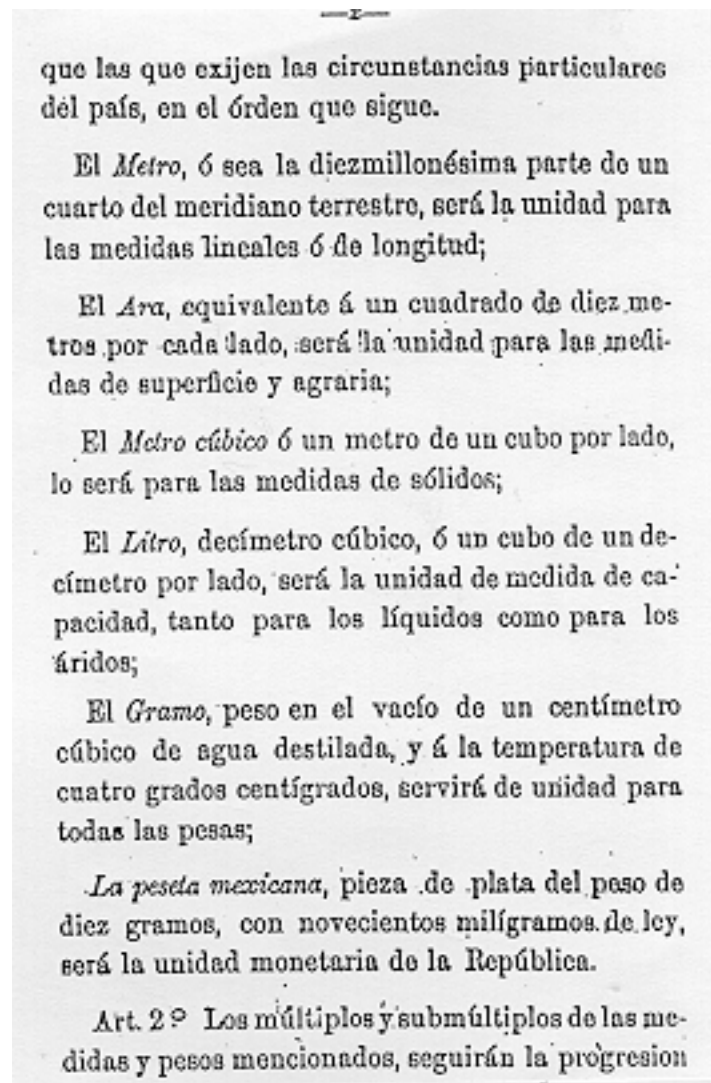 —2—
que las que exijen las circunstancias particulares
del país, en el órden que sigue.
El Metro, ó sea la diezmillonésima parte de un
cuarto del meridiano terrestre, será la unidad para
las medidas lineales ó de longitud;
El Ara, equivalente á un cuadrado de diez me-
tros por cada lado, será la unidad para las medi-
das de superficie y agraria;
El Metro cúbico ó un metro de un cubo por lado,
lo será para las medidas de sólidos;
El Litro, decímetro cúbico, ó un cubo de un de-
címetro por lado, será la unidad de medida de ca-
pacidad, tanto para los líquidos como para los
áridos;
El Gramo, peso en el vacío de un centímetro
cúbico de agua destilada, y á la temperatura de
cuatro grados centígrados, servirá de unidad para
todas las pesas;
La peseta mexicana, pieza de plata del peso de
diez gramos, con novecientos milígramos de ley,
será la unidad monetaria de la República.
Art. 2º Los múltiplos y submúltiplos de las me-
didas y pesos mencionados, seguirán la progresion